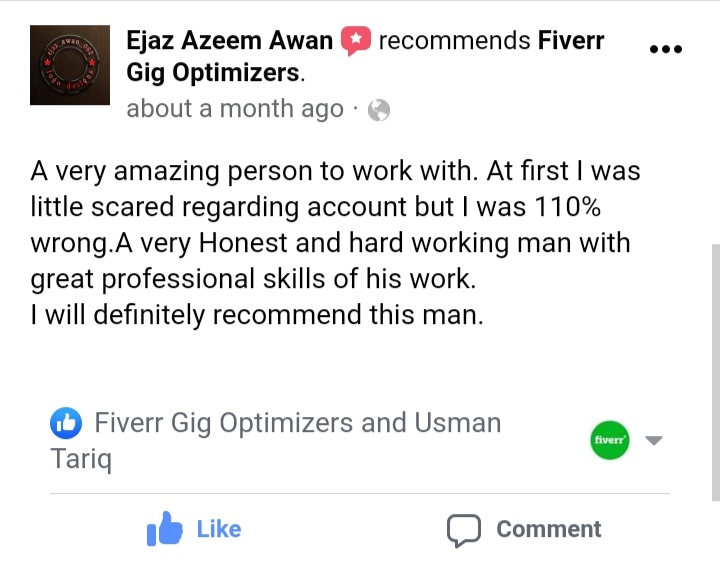 Ejaz Azeem Awan recommends Fiverr
Gig Optimizers.
about a month ago ·
A very amazing person to work with. At first I was
little scared regarding account but I was 110%
wrong.A very Honest and hard working man with
great professional skills of his work.
I will definitely recommend this man.
Fiverr Gig Optimizers and Usman
Tariq
fiverr
Like
Comment